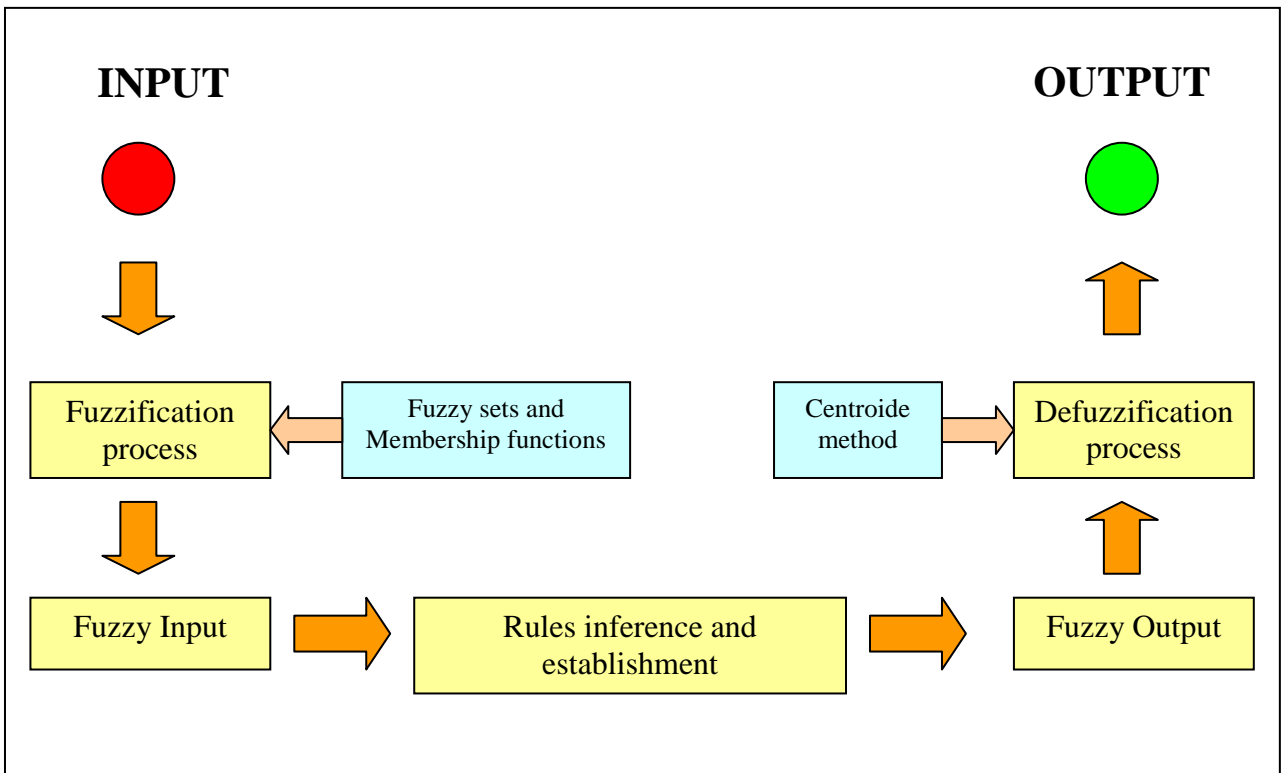 INPUT
OUTPUT
Fuzzification
process
Fuzzy sets and
Membership functions
Centroide
method
Defuzzification
process
Fuzzy Input
Rules inference and
establishment
Fuzzy Output